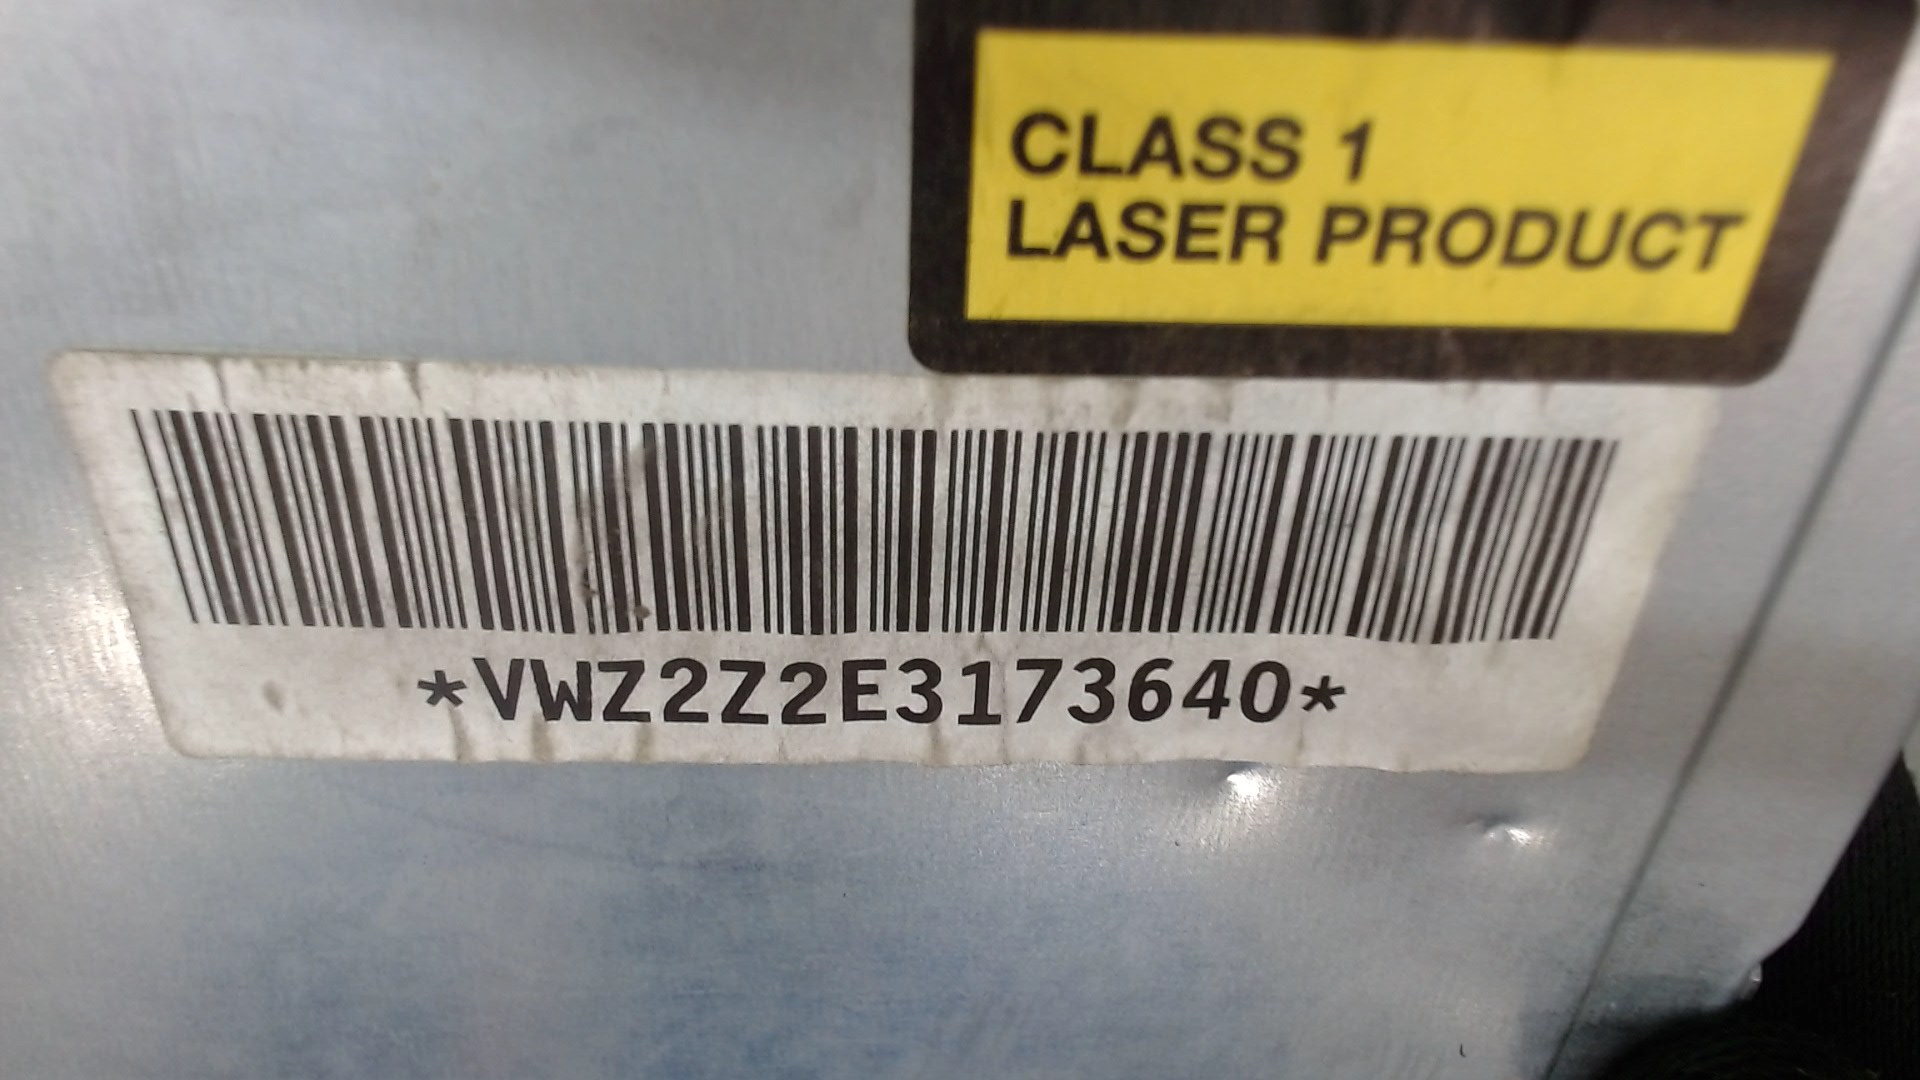 CLASS 1
LASER PRODUCT
*VWZ2Z2E3173640*